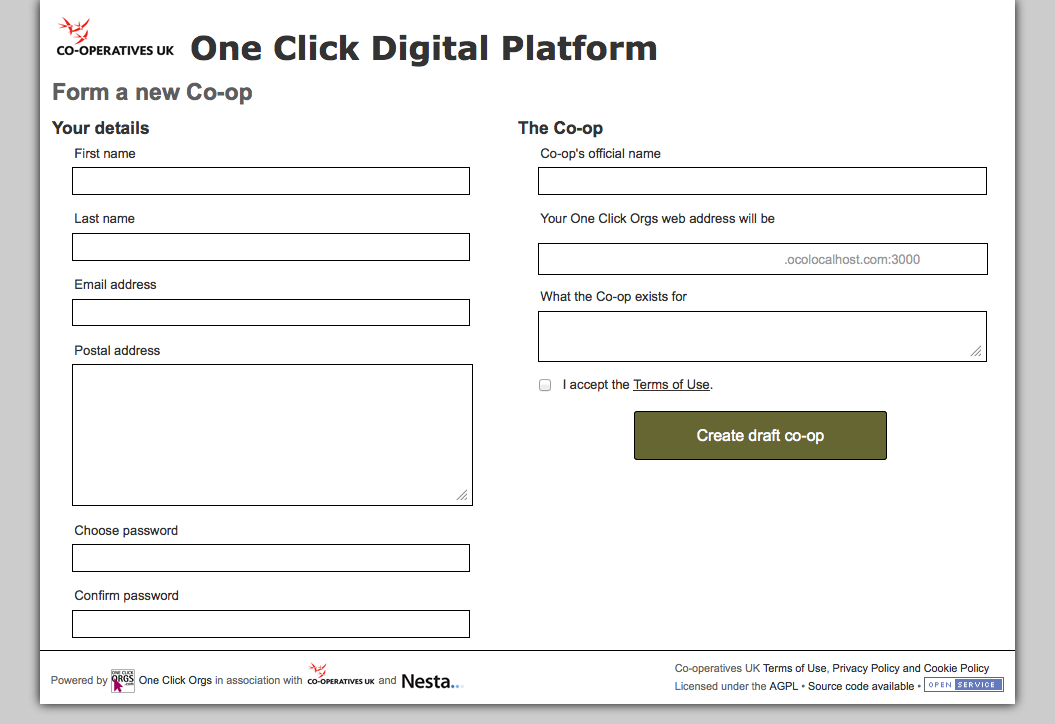 CO-OPERATIVES UK
One Click Digital Platform
Form a new Co-op
Your details
First name
Last name
Email address
Postal address
Choose password
Confirm password
The Co-op
Co-op's official name
Your One Click Orgs web address will be
.ocolocalhost.com:3000
What the Co-op exists for
I accept the Terms of Use.
Create draft co-op
Powered by ONE CLICK ORGS .com One Click Orgs in association with CO-OPERATIVES UK and Nesta...
Co-operatives UK Terms of Use, Privacy Policy and Cookie Policy
Licensed under the AGPL • Source code available • OPEN SERVICE